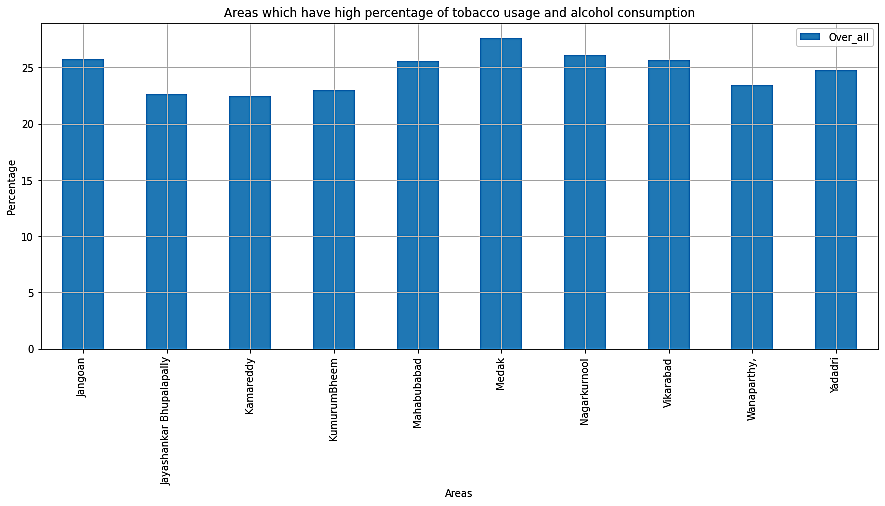 Areas which have high percentage of tobacco usage and alcohol consumption
Over_all
Percentage
25
20
15
10
5
0
Jangoan
Jayashankar Bhupalapally
Kamareddy
KumurumBheem
Mahabubabad
Medak
Nagarkurnool
Vikarabad
Wanaparthy,
Yadadri
Areas